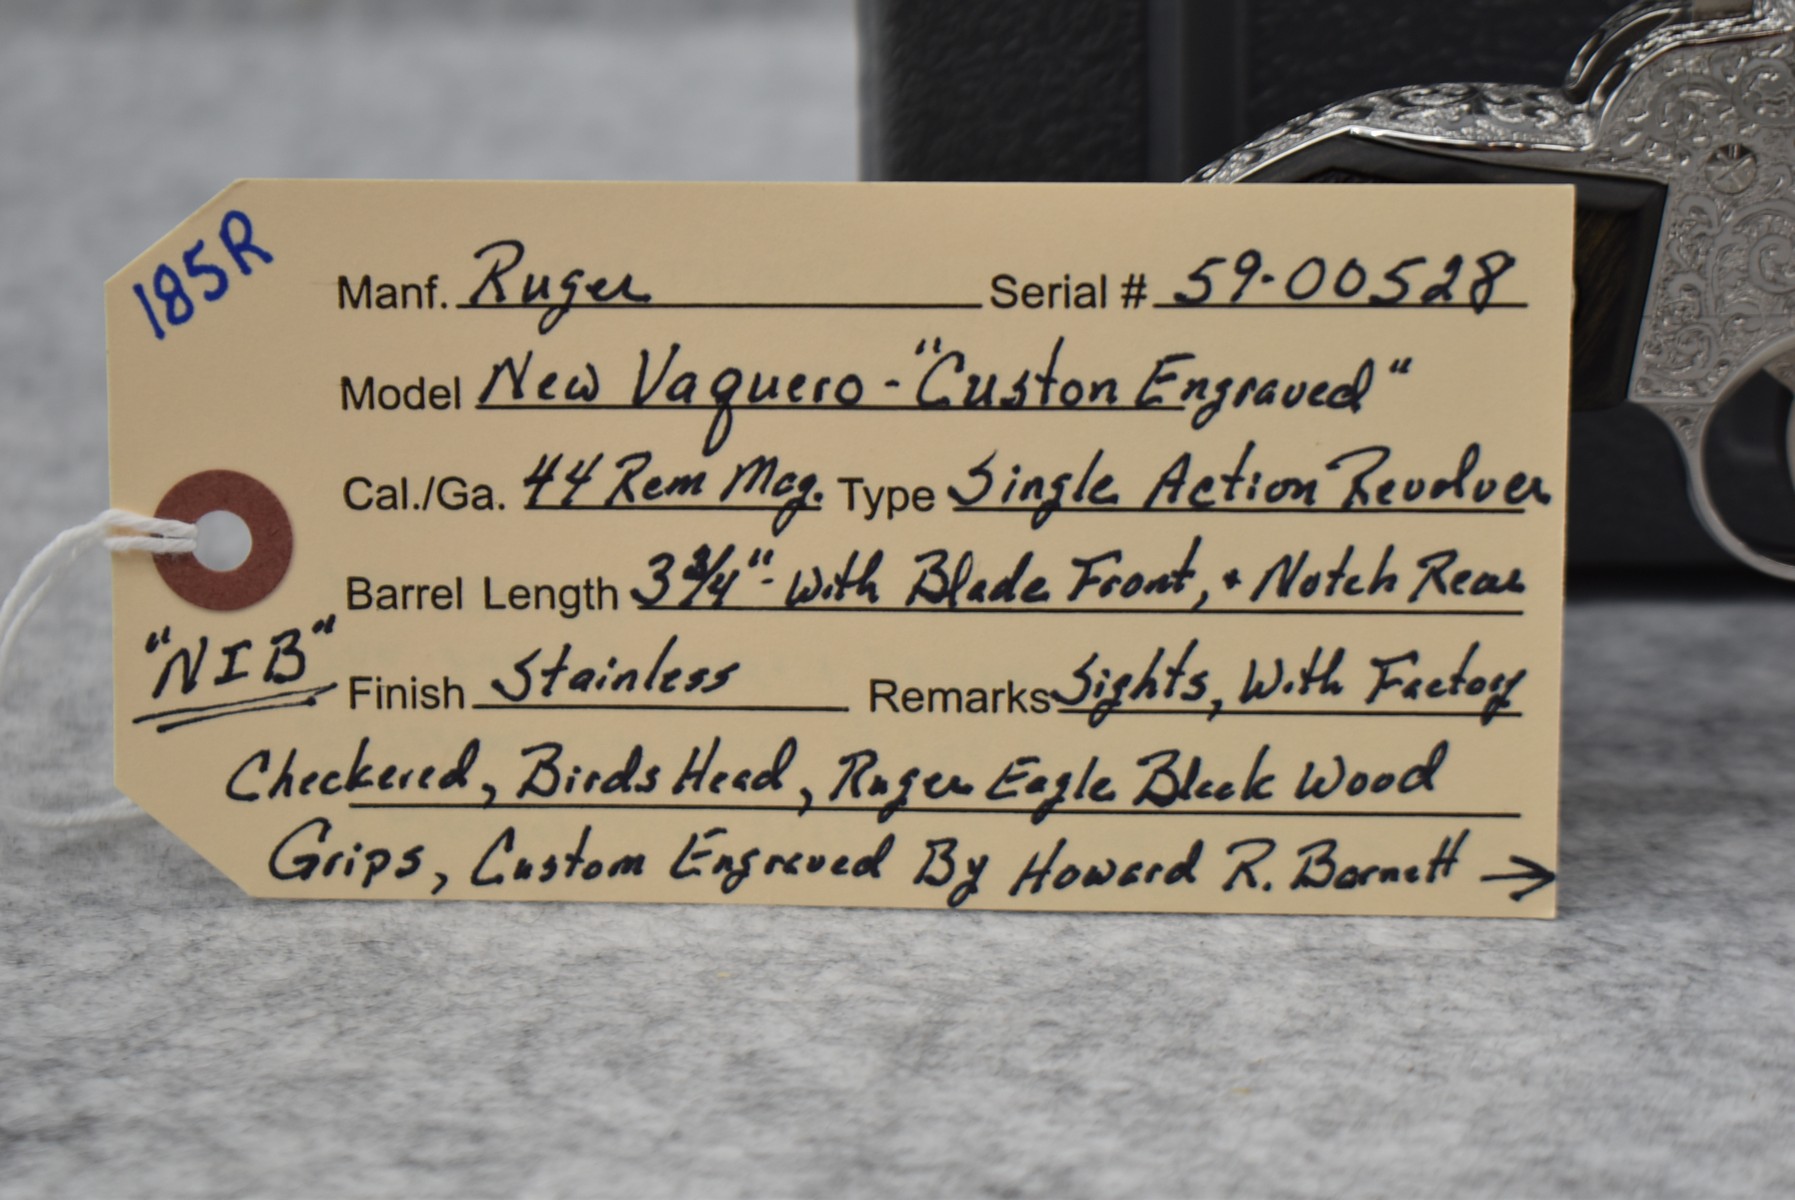 185R
Manf. Ruger Serial # 59-00528
Model New Vaquero - "Custon Engraved"
Cal./Ga. 44 Rem Mag. Type Single Action Revolver
Barrel Length 3 3/4" - With Blade Front, + Notch Rear
"NIB"
Finish Stainless Remarks Sights, With Factory
Checkered, Birds Head, Ruger Eagle Black Wood
Grips, Custom Engraved By Howard R. Barnett →